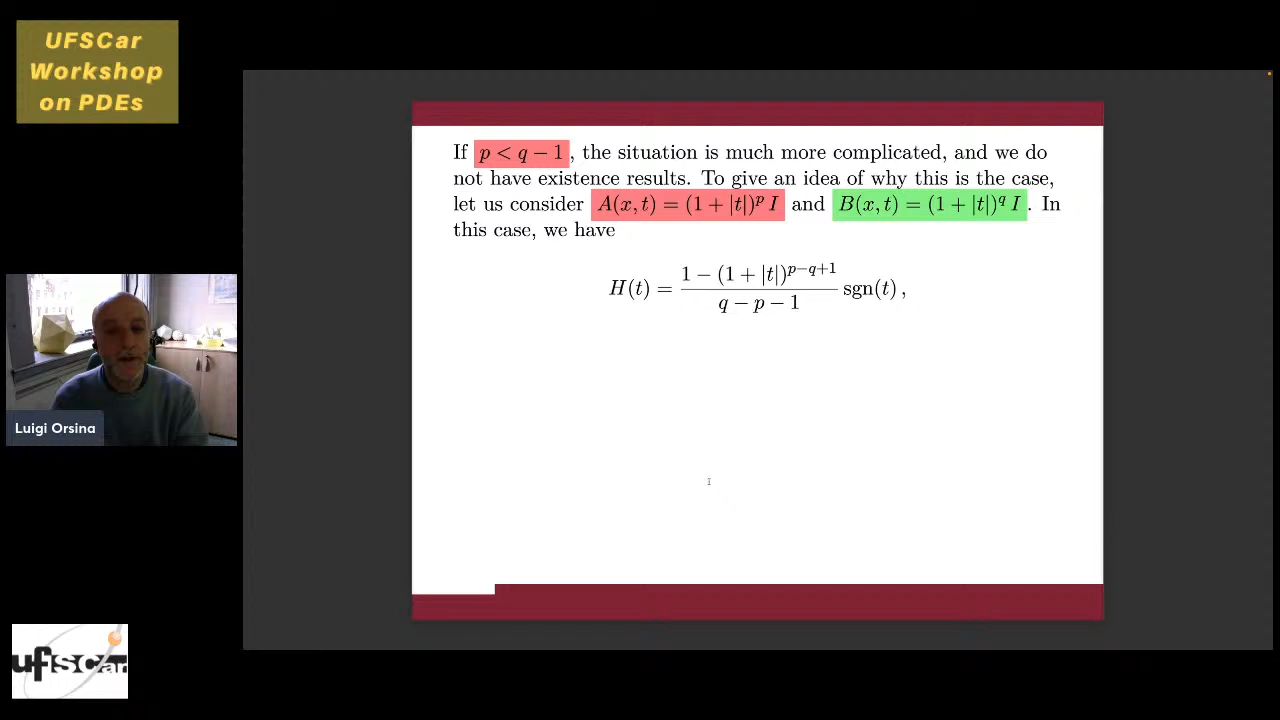 UFSCar
Workshop
on PDEs
If p < q − 1, the situation is much more complicated, and we do
not have existence results. To give an idea of why this is the case,
let us consider A(x, t) = (1 + |t|)^p I and B(x, t) = (1 + |t|)^q I. In
this case, we have
H(t) = \frac{1 − (1 + |t|)^{p−q+1}}{q − p − 1} sgn(t) ,
Luigi Orsina
ufscar